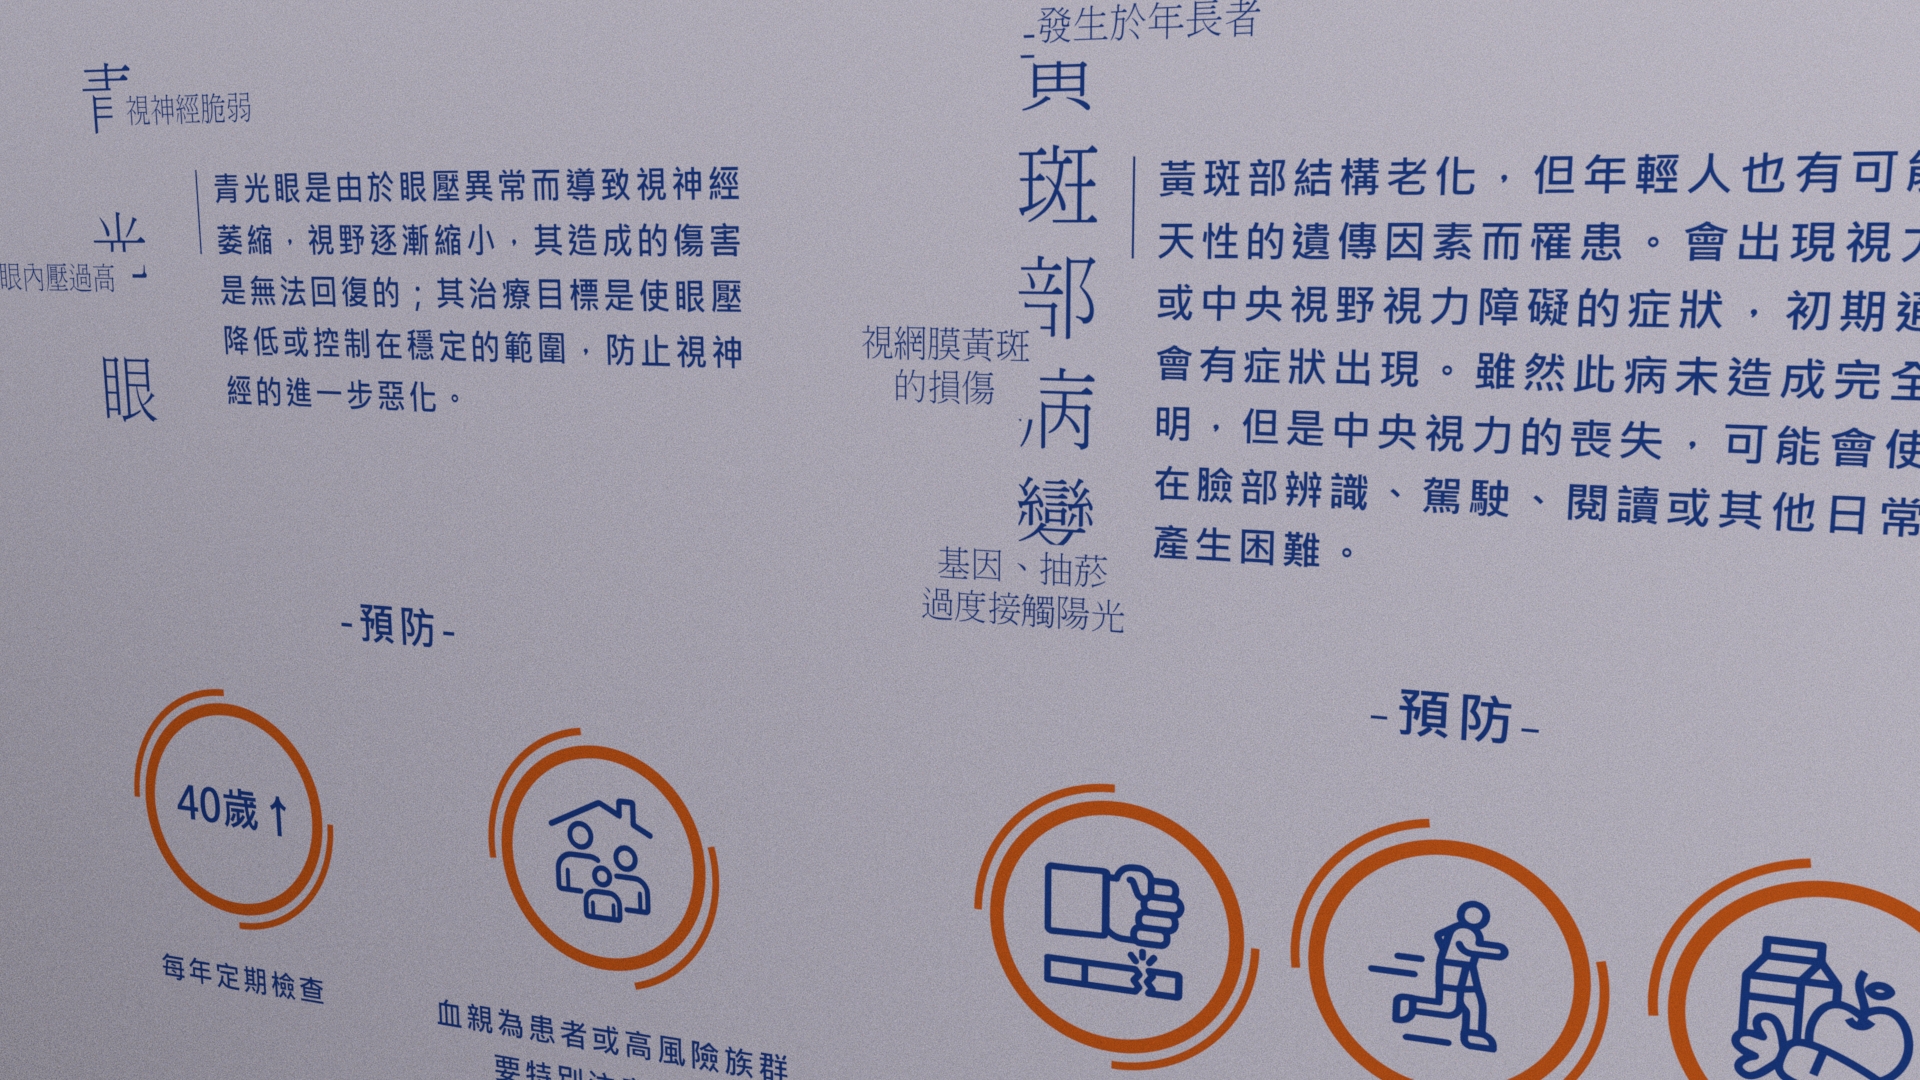 青光眼
視神經脆弱
眼內壓過高
青光眼是由於眼壓異常而導致視神經
萎縮，視野逐漸縮小，其造成的傷害
是無法回復的；其治療目標是使眼壓
降低或控制在穩定的範圍，防止視神
經的進一步惡化。
-預防-
40歲↑
每年定期檢查
血親為患者或高風險族群
要特別
發生於年長者
黃斑部病變
視網膜黃斑
的損傷
基因、抽菸
過度接觸陽光
黃斑部結構老化，但年輕人也有可
天性的遺傳因素而罹患。會出現視
或中央視野視力障礙的症狀，初期通
會有症狀出現。雖然此病未造成完全
明，但是中央視力的喪失，可能會使
在臉部辨識、駕駛、閱讀或其他日常
產生困難。
-預防-